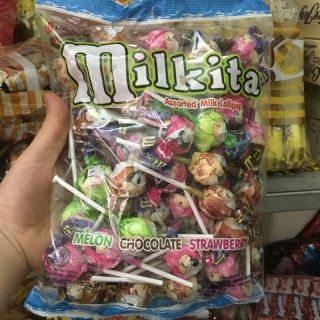 Milkita
Assorted Milk Lollipop
MELON CHOCOLATE STRAWBERRY